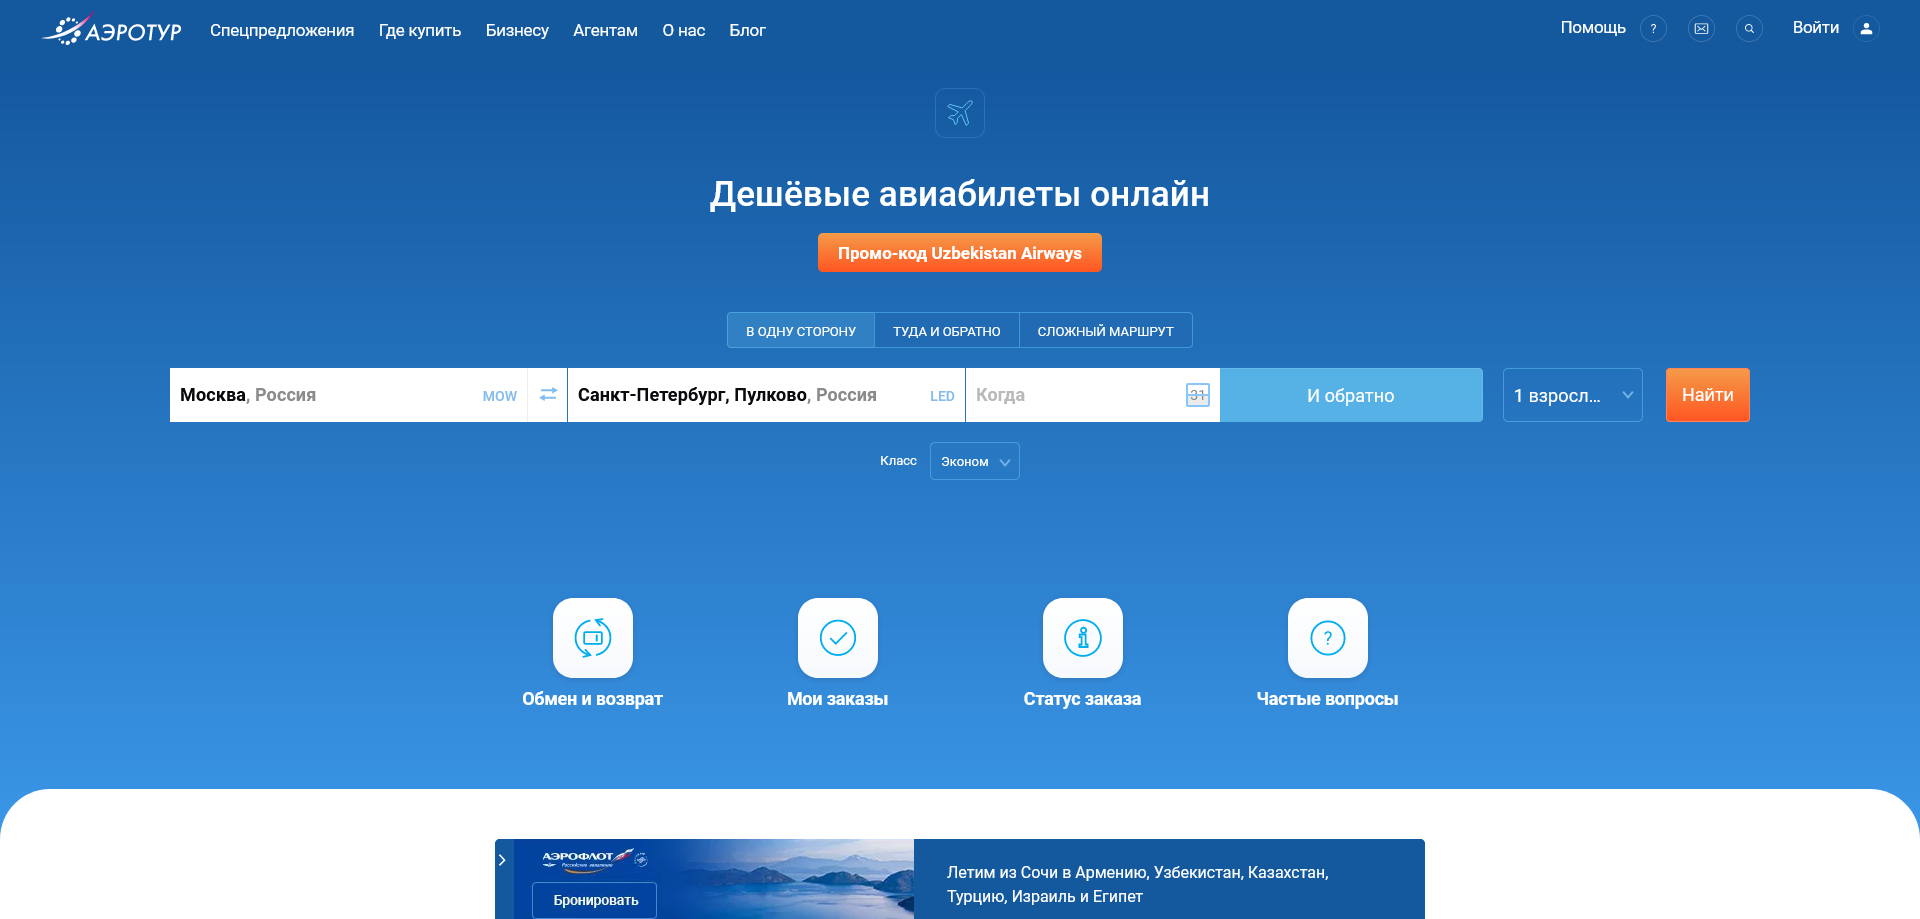 АЭРОТУР Спецпредложения Где купить Бизнесу Агентам О нас Блог Помощь ? Войти
Дешёвые авиабилеты онлайн
Промо-код Uzbekistan Airways
В ОДНУ СТОРОНУ ТУДА И ОБРАТНО СЛОЖНЫЙ МАРШРУТ
Москва, Россия MOW Санкт-Петербург, Пулково, Россия LED Когда 31 И обратно 1 взросл... Найти
Класс Эконом
Обмен и возврат Мои заказы Статус заказа Частые вопросы
АЭРОФЛОТ
Российские авиалинии
Бронировать
Летим из Сочи в Армению, Узбекистан, Казахстан,
Турцию, Израиль и Египет